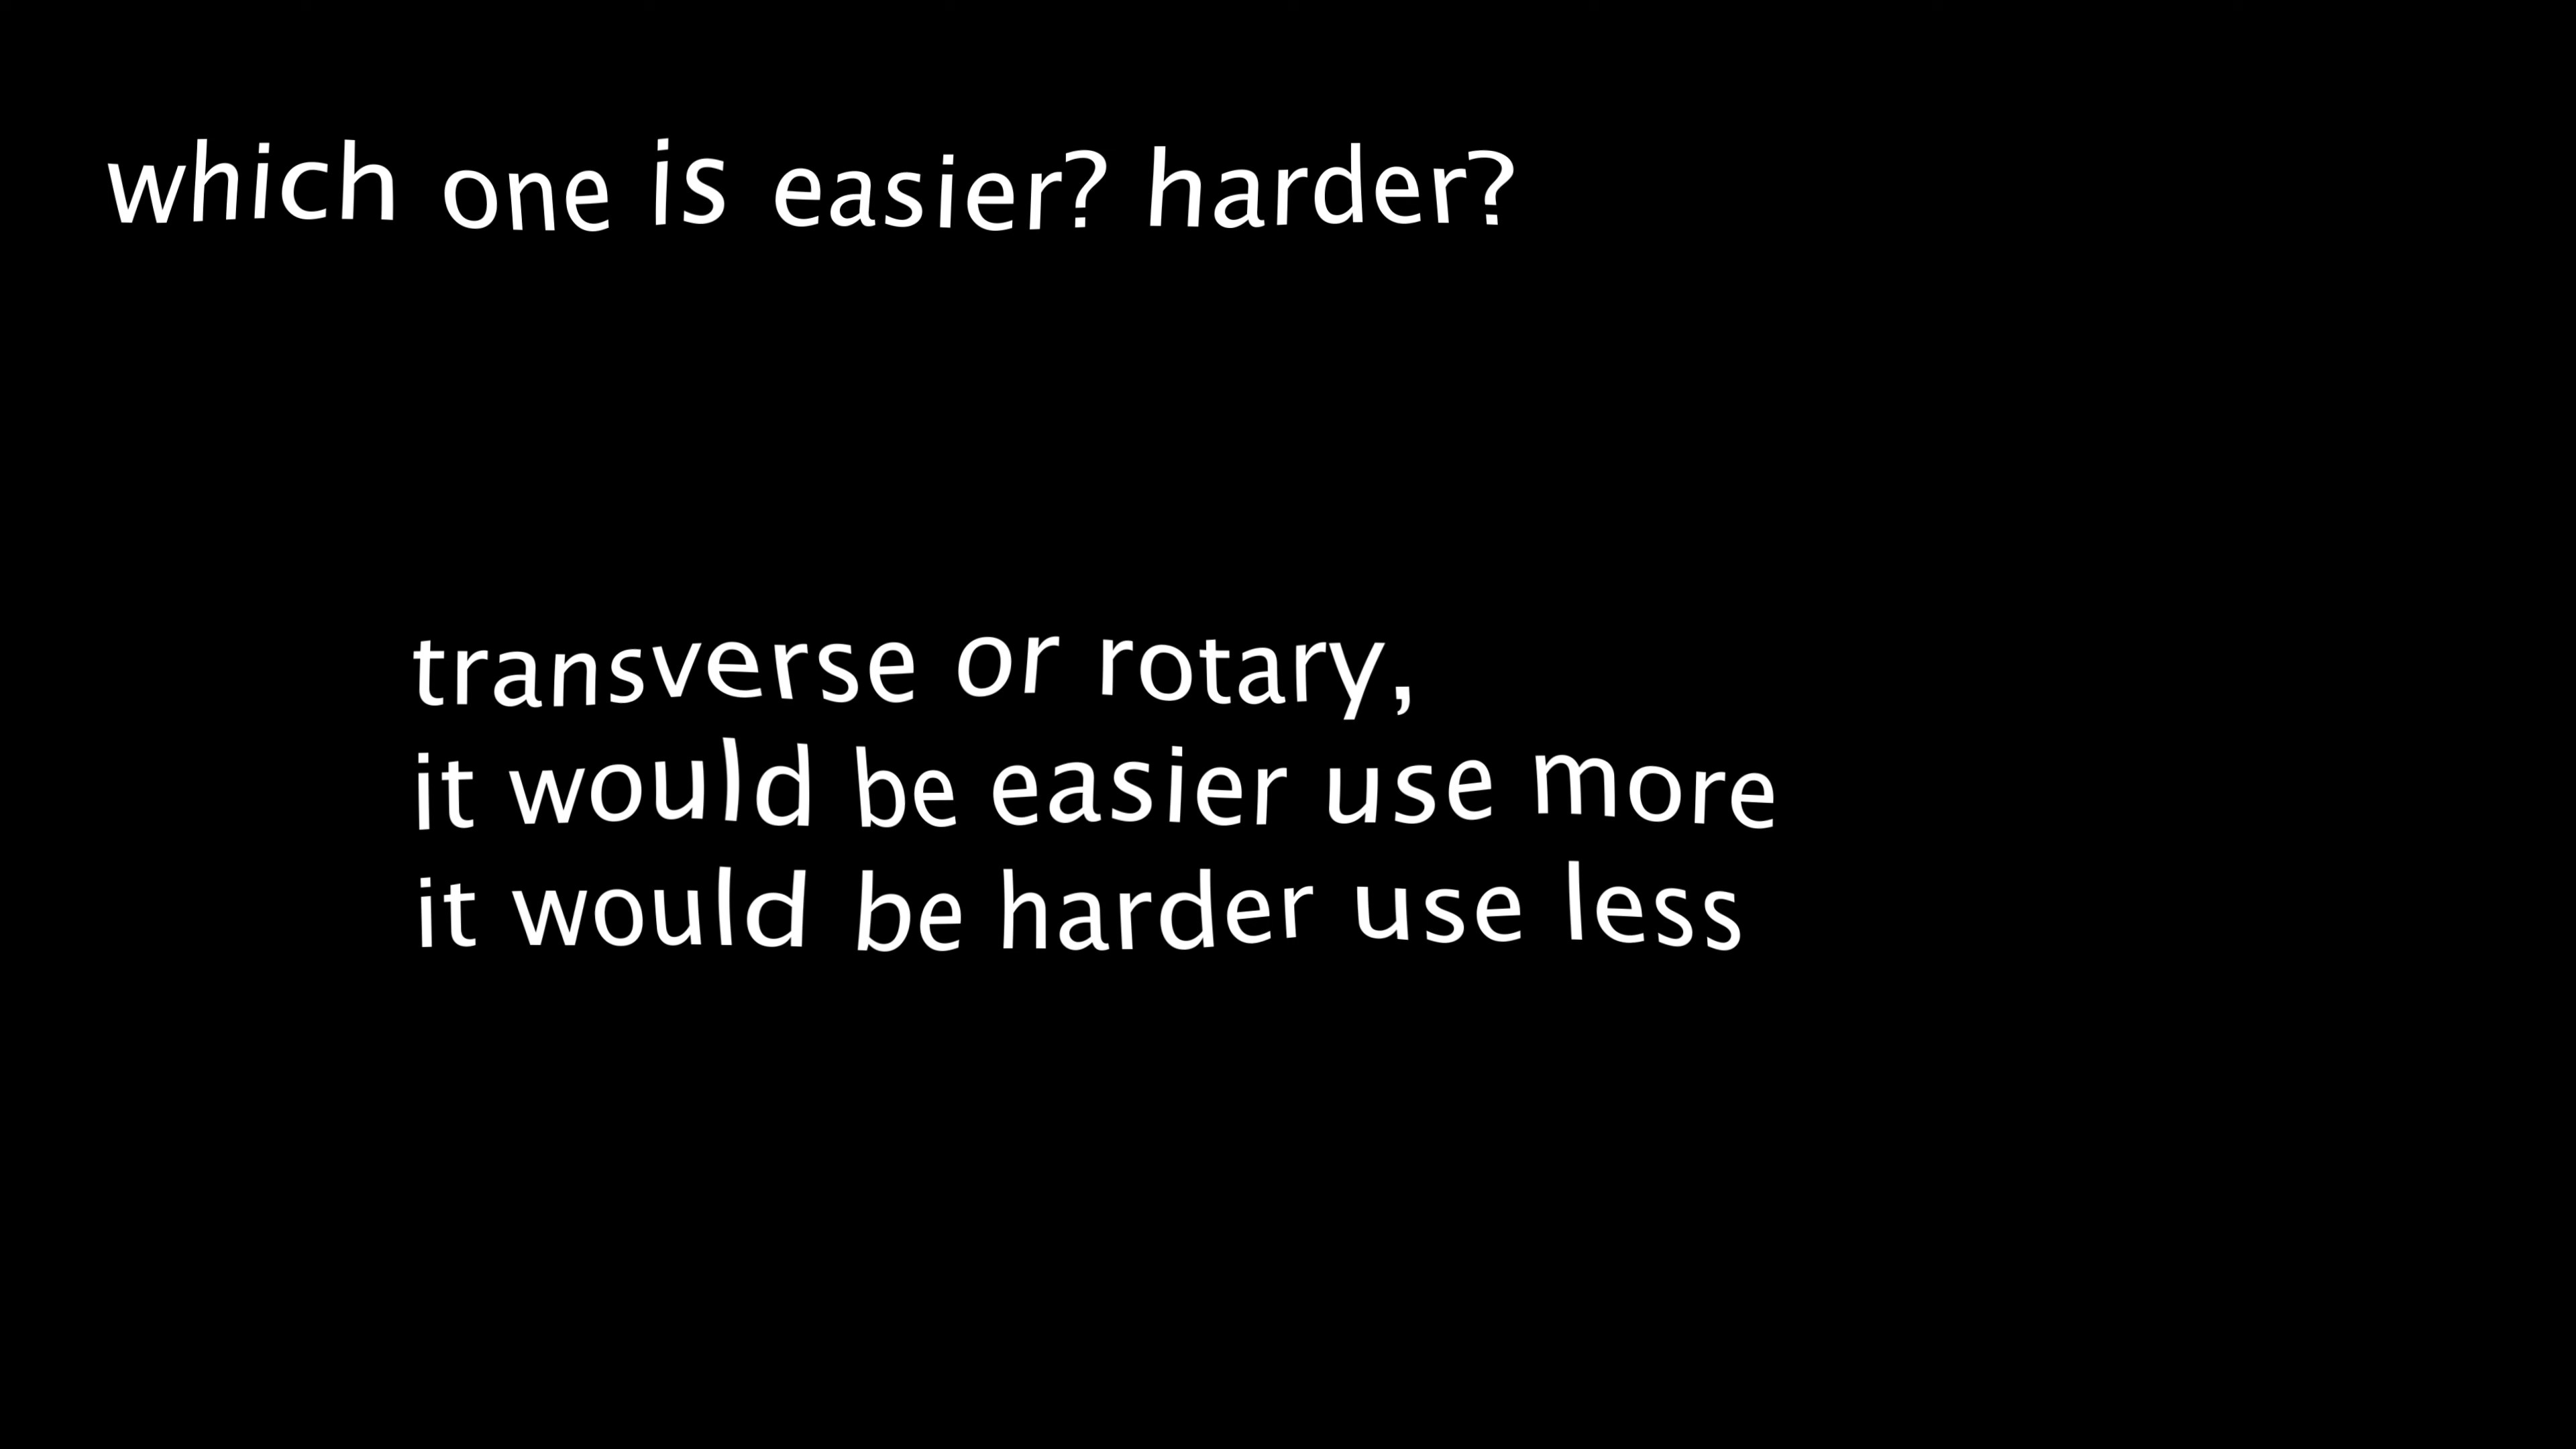 which one is easier? harder?
transverse or rotary,
it would be easier use more
it would be harder use less